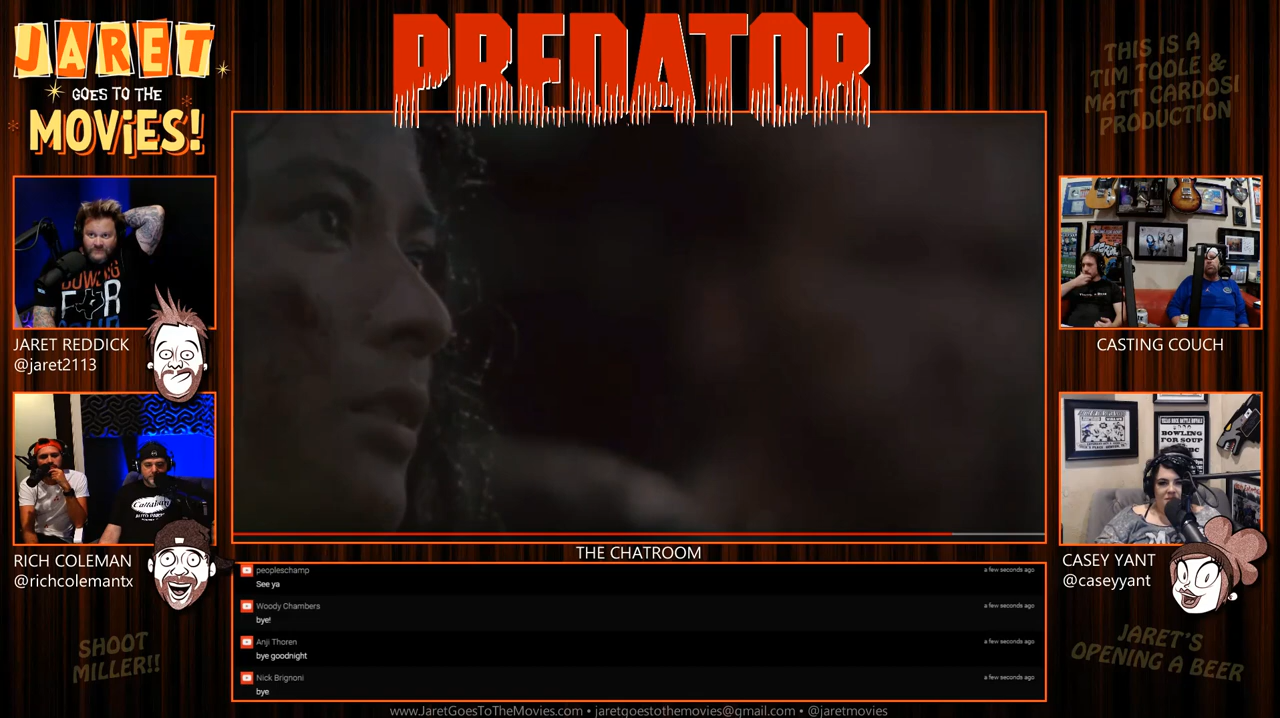 JARET
GOES TO THE
MOVIES!
PREDATOR
THIS IS A
TIM TOOLE &
MATT CARDOSI
PRODUCTION
JARET REDDICK
@jaret2113
CASTING COUCH
RICH COLEMAN
@richcolemantx
BOWLING
FOR SOUP
CASEY YANT
@caseyyant
THE CHATROOM
peopleschamp
a few seconds ago
See ya
Woody Chambers
a few seconds ago
bye!
Anji Thoren
a few seconds ago
bye goodnight
Nick Brignoni
a few seconds ago
bye
SHOOT
MILLER!!
JARET'S
OPENING A BEER
www.JaretGoesToTheMovies.com • jaretgoestothemovies@gmail.com • @jaretmovies